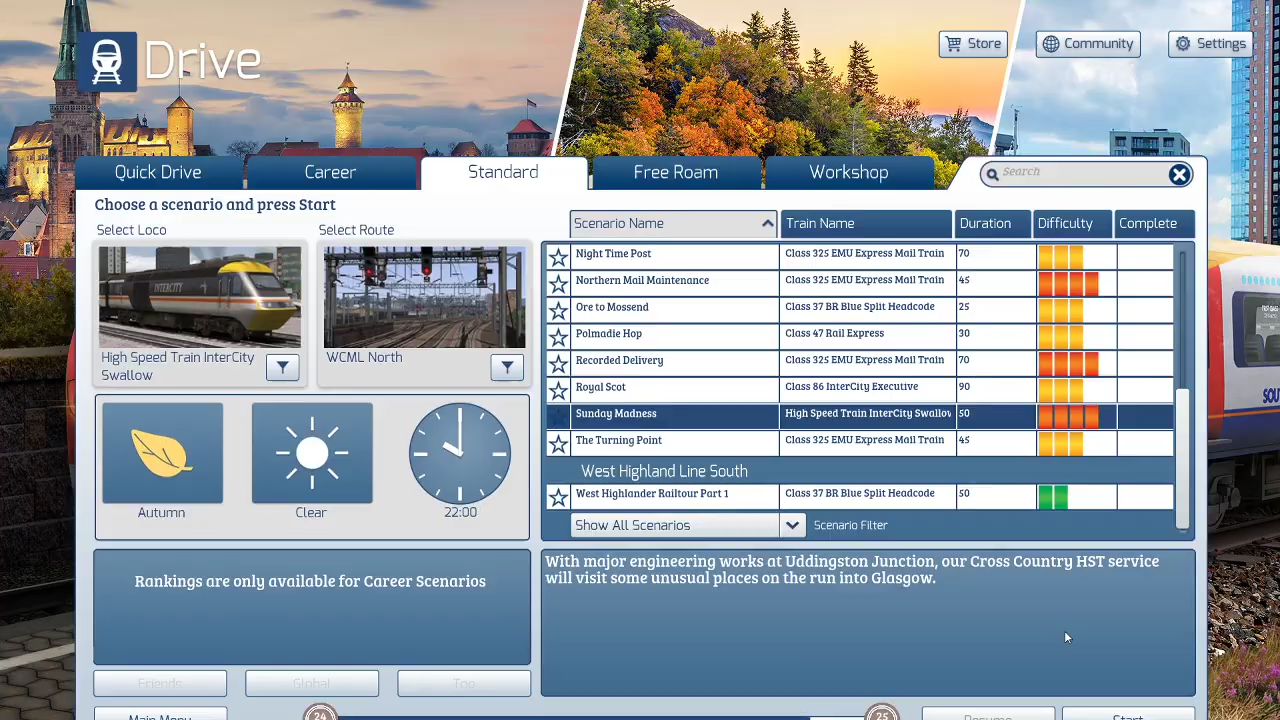 Drive
Store
Community
Settings
Quick Drive
Career
Standard
Free Roam
Workshop
Search
Choose a scenario and press Start
Select Loco
Select Route
INTERCITY
High Speed Train InterCity
Swallow
WCML North
Autumn
Clear
22:00
Scenario Name
Train Name
Duration
Difficulty
Complete
Night Time Post
Class 325 EMU Express Mail Train
70
Northern Mail Maintenance
Class 325 EMU Express Mail Train
45
Ore to Mossend
Class 37 BR Blue Split Headcode
25
Polmadie Hop
Class 47 Rail Express
30
Recorded Delivery
Class 325 EMU Express Mail Train
70
Royal Scot
Class 86 InterCity Executive
90
Sunday Madness
High Speed Train InterCity Swallow
50
The Turning Point
Class 325 EMU Express Mail Train
45
West Highland Line South
West Highlander Railtour Part 1
Class 37 BR Blue Split Headcode
50
Show All Scenarios
Scenario Filter
Rankings are only available for Career Scenarios
With major engineering works at Uddingston Junction, our Cross Country HST service
will visit some unusual places on the run into Glasgow.
Friends
Global
Top
Main Menu
24
25
Resume
Start